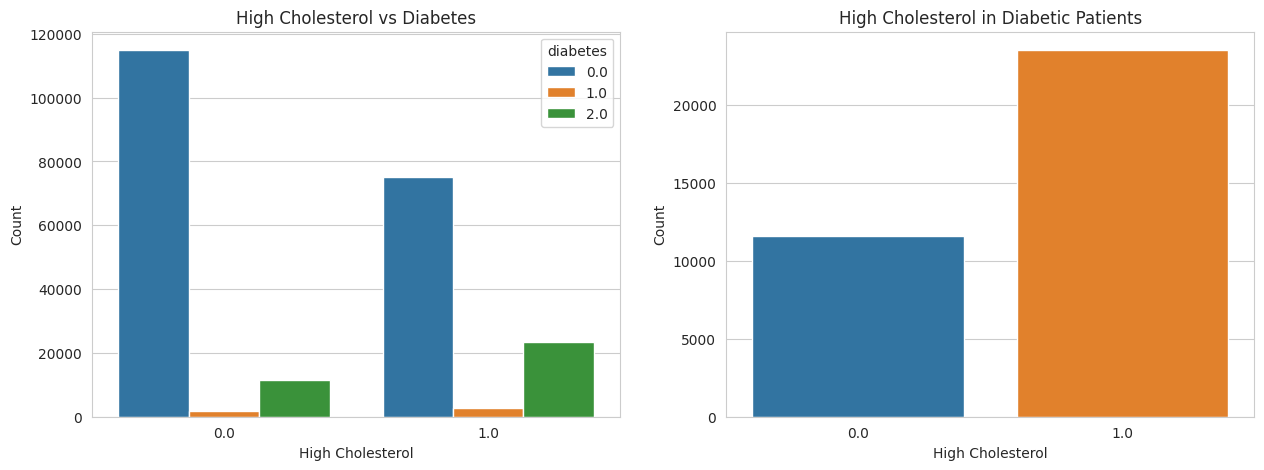 High Cholesterol vs Diabetes
120000
100000
80000
60000
40000
20000
0
Count
diabetes
0.0
1.0
2.0
0.0 1.0
High Cholesterol
High Cholesterol in Diabetic Patients
20000
15000
10000
5000
0
Count
0.0 1.0
High Cholesterol